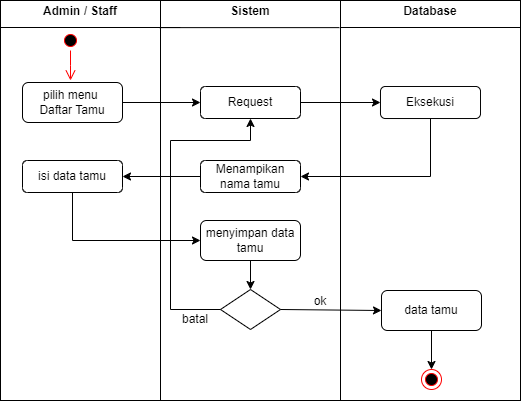 Admin / Staff
Sistem
Database
pilih menu
Daftar Tamu
Request
Eksekusi
isi data tamu
Menampikan
nama tamu
menyimpan data
tamu
batal
ok
data tamu